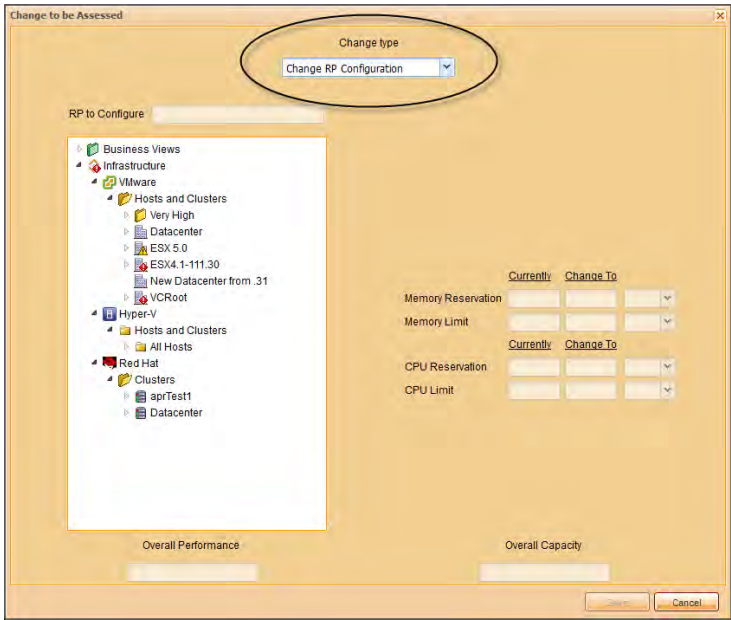 Change to be Assessed
Change type
Change RP Configuration
RP to Configure
Business Views
Infrastructure
VMware
Hosts and Clusters
Very High
Datacenter
ESX 5.0
ESX4.1-111.30
New Datacenter from .31
VCRoot
Hyper-V
Hosts and Clusters
All Hosts
Red Hat
Clusters
aprTest1
Datacenter
Currently Change To
Memory Reservation
Memory Limit
Currently Change To
CPU Reservation
CPU Limit
Overall Performance
Overall Capacity
Save
Cancel